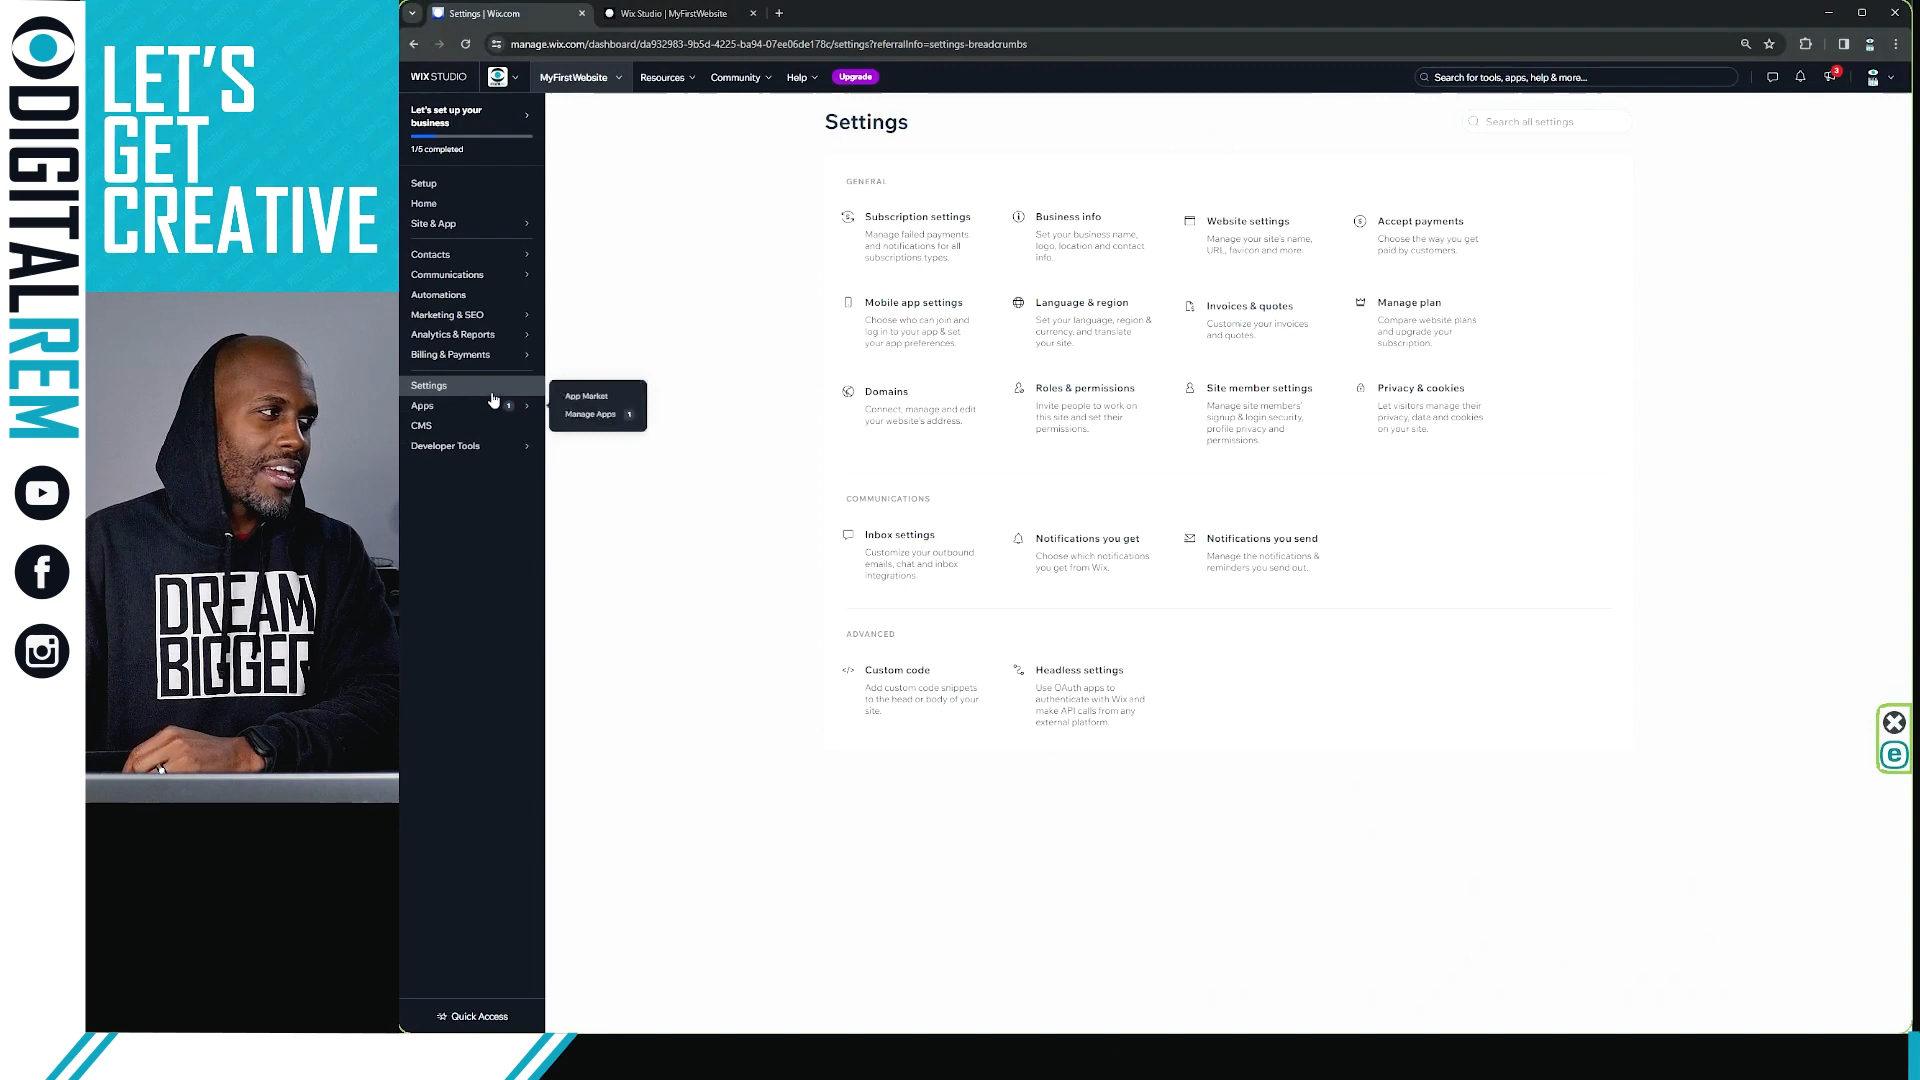 DIGITALREM
LET'S
GET
CREATIVE
DREAM
BIGGER
Settings | Wix.com
Wix Studio | MyFirstWebsite
manage.wix.com/dashboard/da932983-9b5d-4225-ba94-07ee06de178c/settings?referralInfo=settings-breadcrumbs
WIX STUDIO
MyFirstWebsite
Resources
Community
Help
Upgrade
Search for tools, apps, help & more...
3
Let's set up your
business
1/5 completed
Setup
Home
Site & App
Contacts
Communications
Automations
Marketing & SEO
Analytics & Reports
Billing & Payments
Settings
Apps 1
CMS
Developer Tools
Quick Access
App Market
Manage Apps 1
Settings
Search all settings
GENERAL
Subscription settings
Manage failed payments
and notifications for all
subscriptions types.
Business info
Set your business name,
logo, location and contact
info.
Website settings
Manage your site's name,
URL, favicon and more.
Accept payments
Choose the way you get
paid by customers.
Mobile app settings
Choose who can join and
log in to your app & set
your app preferences.
Language & region
Set your language, region &
currency, and translate
your site.
Invoices & quotes
Customize your invoices
and quotes.
Manage plan
Compare website plans
and upgrade your
subscription.
Domains
Connect, manage and edit
your website's address.
Roles & permissions
Invite people to work on
this site and set their
permissions.
Site member settings
Manage site members'
signup & login security,
profile privacy and
permissions.
Privacy & cookies
Let visitors manage their
privacy, data and cookies
on your site.
COMMUNICATIONS
Inbox settings
Customize your outbound
emails, chat and inbox
integrations.
Notifications you get
Choose which notifications
you get from Wix.
Notifications you send
Manage the notifications &
reminders you send out.
ADVANCED
Custom code
Add custom code snippets
to the head or body of your
site.
Headless settings
Use OAuth apps to
authenticate with Wix and
make API calls from any
external platform.